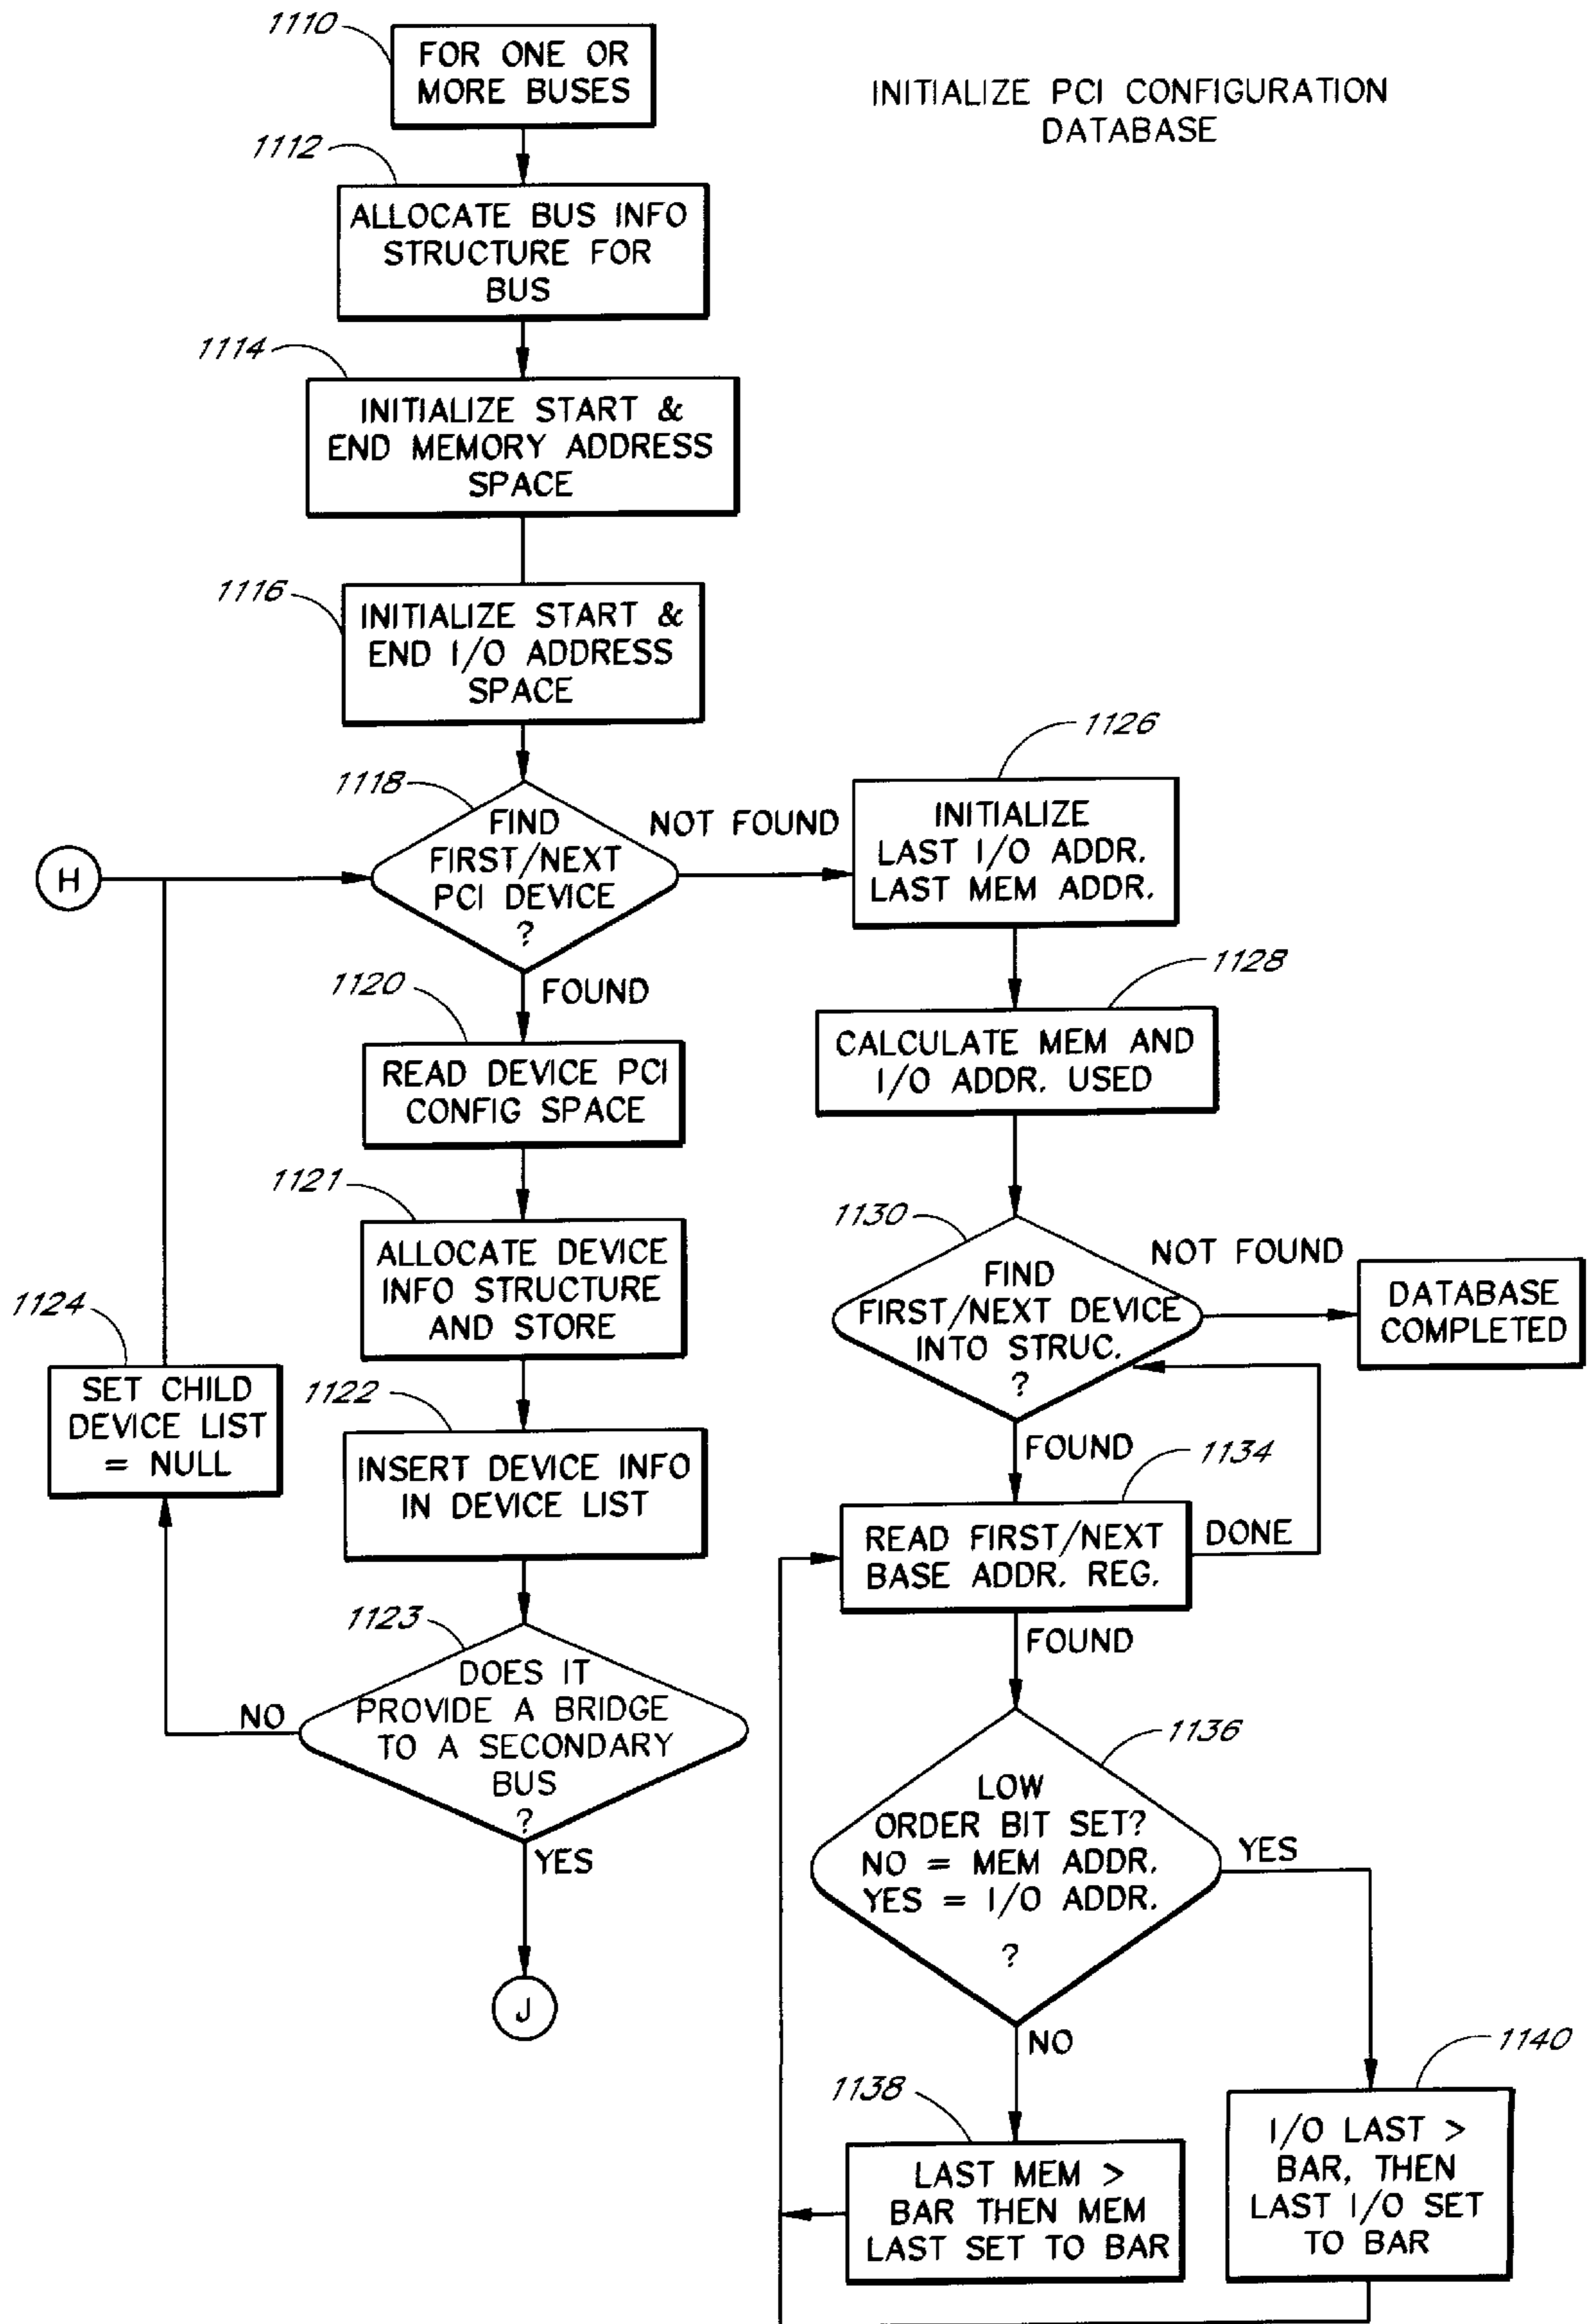 1110
FOR ONE OR
MORE BUSES
INITIALIZE PCI CONFIGURATION
DATABASE
1112
ALLOCATE BUS INFO
STRUCTURE FOR
BUS
1114
INITIALIZE START &
END MEMORY ADDRESS
SPACE
1116
INITIALIZE START &
END I/O ADDRESS
SPACE
1118
FIND
FIRST/NEXT
PCI DEVICE
?
NOT FOUND
H
FOUND
1120
READ DEVICE PCI
CONFIG SPACE
1121
ALLOCATE DEVICE
INFO STRUCTURE
AND STORE
1122
INSERT DEVICE INFO
IN DEVICE LIST
1123
DOES IT
PROVIDE A BRIDGE
TO A SECONDARY
BUS
?
NO
1124
SET CHILD
DEVICE LIST
= NULL
YES
J
1126
INITIALIZE
LAST I/O ADDR.
LAST MEM ADDR.
1128
CALCULATE MEM AND
I/O ADDR. USED
1130
FIND
FIRST/NEXT DEVICE
INTO STRUC.
?
NOT FOUND
DATABASE
COMPLETED
FOUND
1134
READ FIRST/NEXT
BASE ADDR. REG.
DONE
FOUND
1136
LOW
ORDER BIT SET?
NO = MEM ADDR.
YES = I/O ADDR.
?
YES
NO
1138
LAST MEM >
BAR THEN MEM
LAST SET TO BAR
1140
I/O LAST >
BAR, THEN
LAST I/O SET
TO BAR